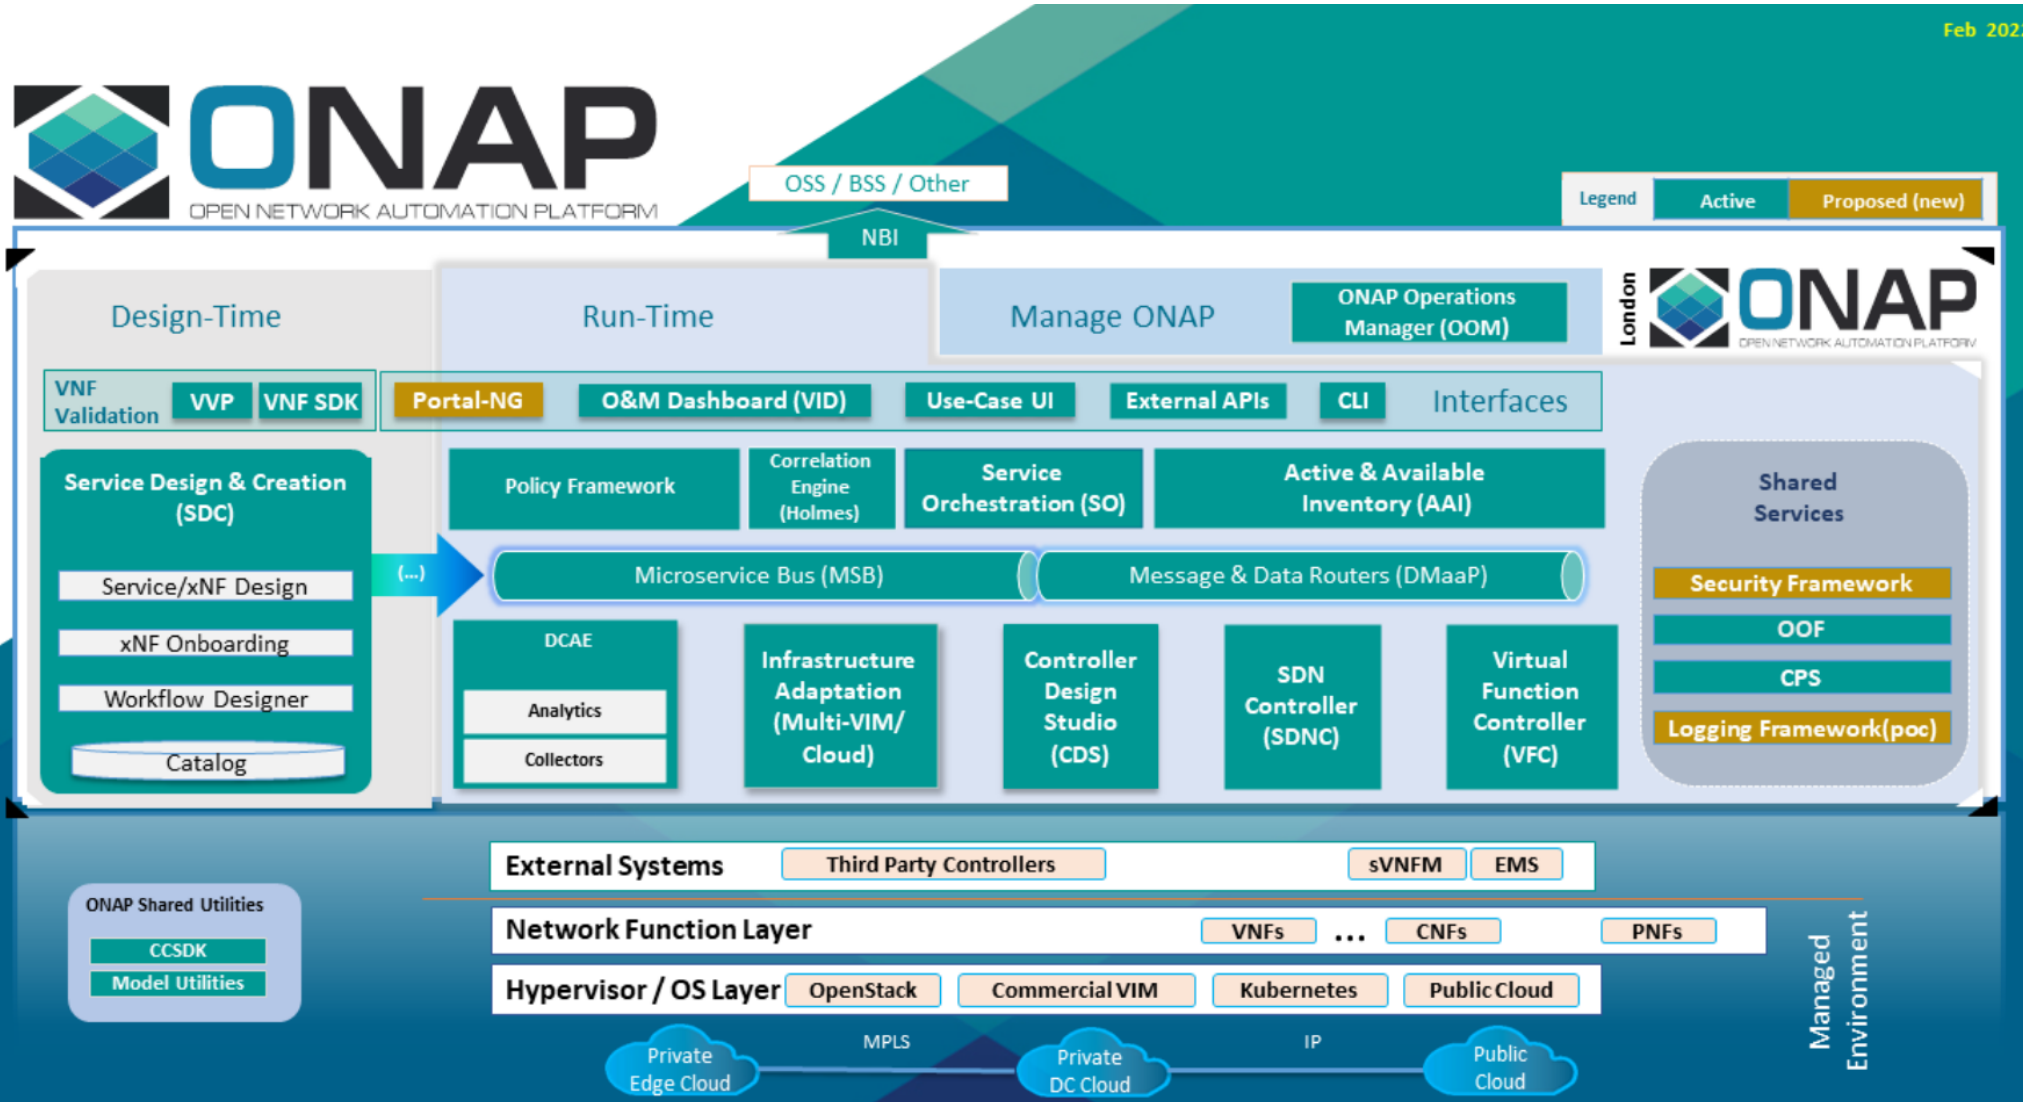 Feb 202
ONAP
OPEN NETWORK AUTOMATION PLATFORM
OSS / BSS / Other
NBI
Legend
Active
Proposed (new)
Design-Time
Run-Time
Manage ONAP
ONAP Operations
Manager (OOM)
London
ONAP
OPEN NETWORK AUTOMATION PLATFORM
VNF
Validation
VVP
VNF SDK
Portal-NG
O&M Dashboard (VID)
Use-Case UI
External APIs
CLI
Interfaces
Service Design & Creation
(SDC)
Service/xNF Design
xNF Onboarding
Workflow Designer
Catalog
(...)
Policy Framework
Correlation
Engine
(Holmes)
Service
Orchestration (SO)
Active & Available
Inventory (AAI)
Microservice Bus (MSB)
Message & Data Routers (DMaaP)
DCAE
Analytics
Collectors
Infrastructure
Adaptation
(Multi-VIM/
Cloud)
Controller
Design
Studio
(CDS)
SDN
Controller
(SDNC)
Virtual
Function
Controller
(VFC)
Shared
Services
Security Framework
OOF
CPS
Logging Framework(poc)
ONAP Shared Utilities
CCSDK
Model Utilities
External Systems
Third Party Controllers
sVNFM
EMS
Network Function Layer
VNFs
...
CNFs
PNFs
Hypervisor / OS Layer
OpenStack
Commercial VIM
Kubernetes
Public Cloud
Managed
Environment
Private
Edge Cloud
MPLS
Private
DC Cloud
IP
Public
Cloud